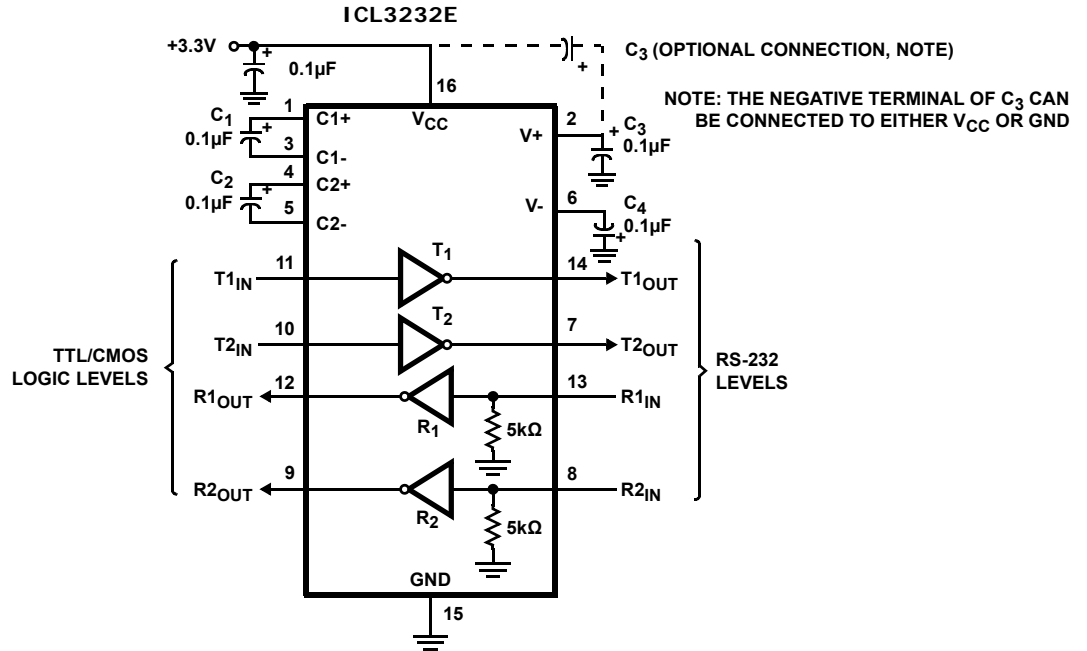 ICL3232E
+3.3V
+
0.1µF
16
+
C3 (OPTIONAL CONNECTION, NOTE)
NOTE: THE NEGATIVE TERMINAL OF C3 CAN
BE CONNECTED TO EITHER VCC OR GND
C1
0.1µF
+
1
C1+
3
C1-
VCC
2
V+
+
C3
0.1µF
C2
0.1µF
+
4
C2+
5
C2-
6
V-
C4
0.1µF
+
TTL/CMOS
LOGIC LEVELS
T1IN
11
T1
14
T1OUT
T2IN
10
T2
7
T2OUT
R1OUT
12
R1
5kΩ
13
R1IN
R2OUT
9
R2
5kΩ
8
R2IN
RS-232
LEVELS
GND
15